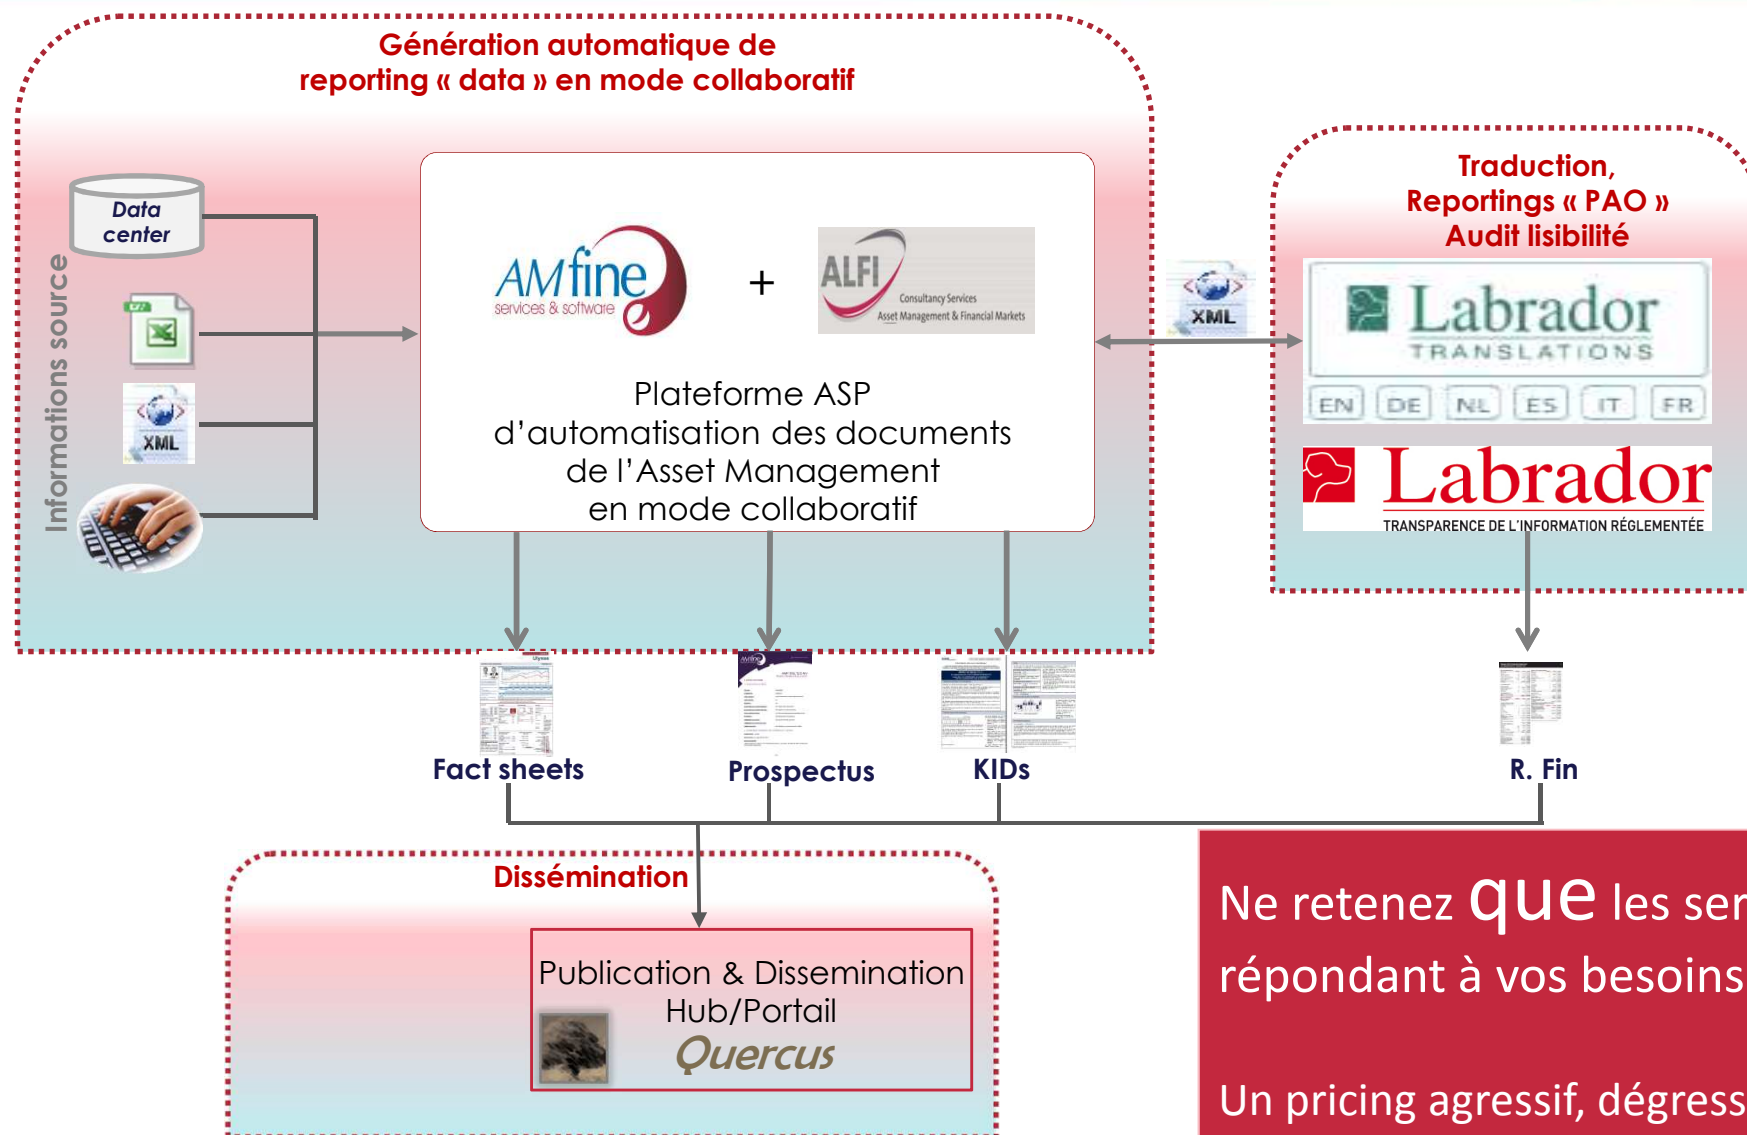 Génération automatique de
reporting « data » en mode collaboratif
Informations source
Data
center
XML
AMfine
services & software
+
ALFI
Consultancy Services
Asset Management & Financial Markets
Plateforme ASP
d'automatisation des documents
de l'Asset Management
en mode collaboratif
XML
Traduction,
Reportings « PAO »
Audit lisibilité
Labrador
TRANSLATIONS
EN DE NL ES IT FR
Labrador
TRANSPARENCE DE L'INFORMATION RÉGLEMENTÉE
Fact sheets
Prospectus
KIDs
R. Fin
Dissémination
Publication & Dissemination
Hub/Portail
Quercus
Ne retenez que les ser
répondant à vos besoins
Un pricing agressif, dégress